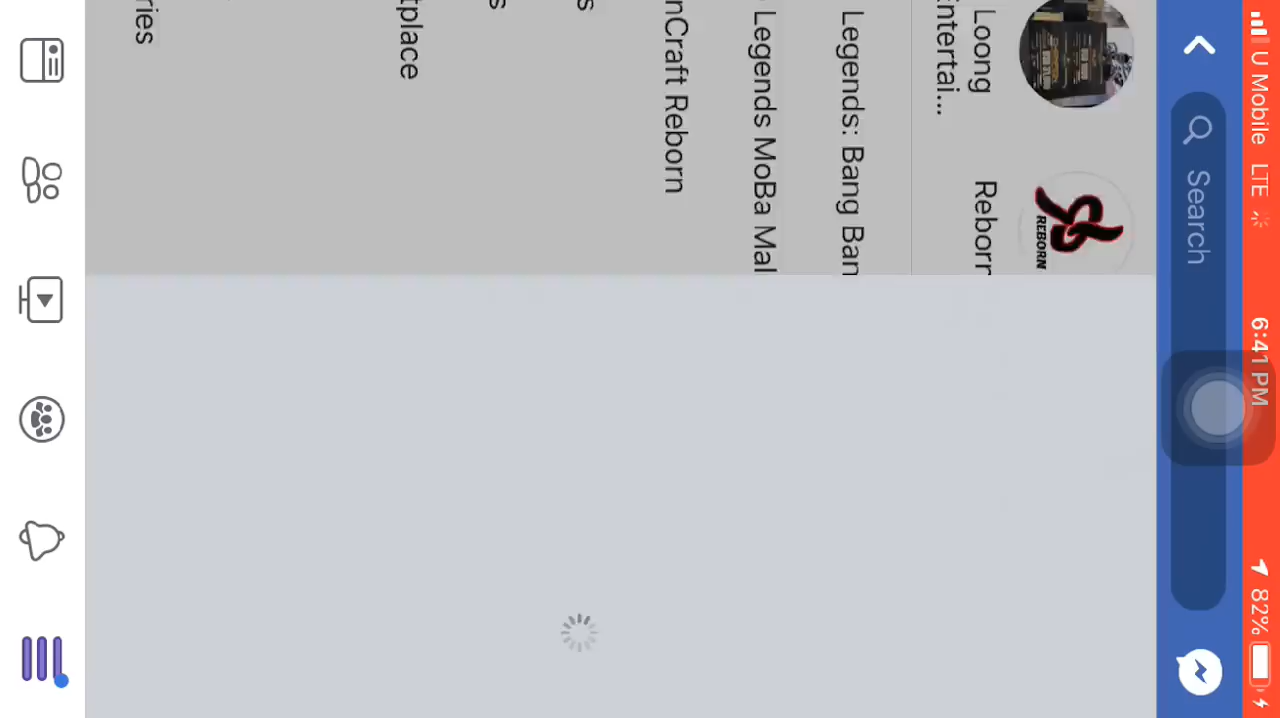 U Mobile LTE 6:41 PM 82%
Search
Loong
Entertai...
Reborn
REBORN
Legends: Bang Ban
Legends MoBa Mal
nCraft Reborn
s
s
tplace
ries